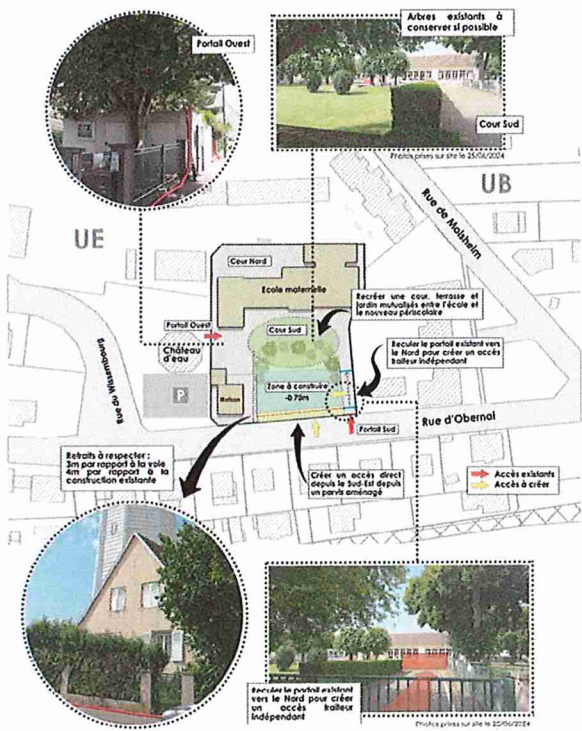 Portail Ouest
Arbres existants à
conserver si possible
Cour Sud
Photos prises sur site le 25/06/2024
UE
UB
Rue de Molsheim
Cour Nord
Ecole maternelle
Recréer une cour, terrasse et
jardin mutualisés entre l'école et
le nouveau périscolaire
Portail Ouest
Cour Sud
Château
d'eau
Reculer le portail existant vers
le Nord pour créer un accès
traiteur indépendant
Zone à construire
-0.70m
P
Maison
Rue du Wissembourg
Rue d'Obernai
Portail Sud
Retraits à respecter :
3m par rapport à la voie
4m par rapport à la
construction existante
Créer un accès direct
depuis le Sud-Est depuis
un parvis aménagé
Accès existants
Accès à créer
Reculer le portail existant
vers le Nord pour créer
un accès traiteur
indépendant
Photos prises sur site le 25/06/2024